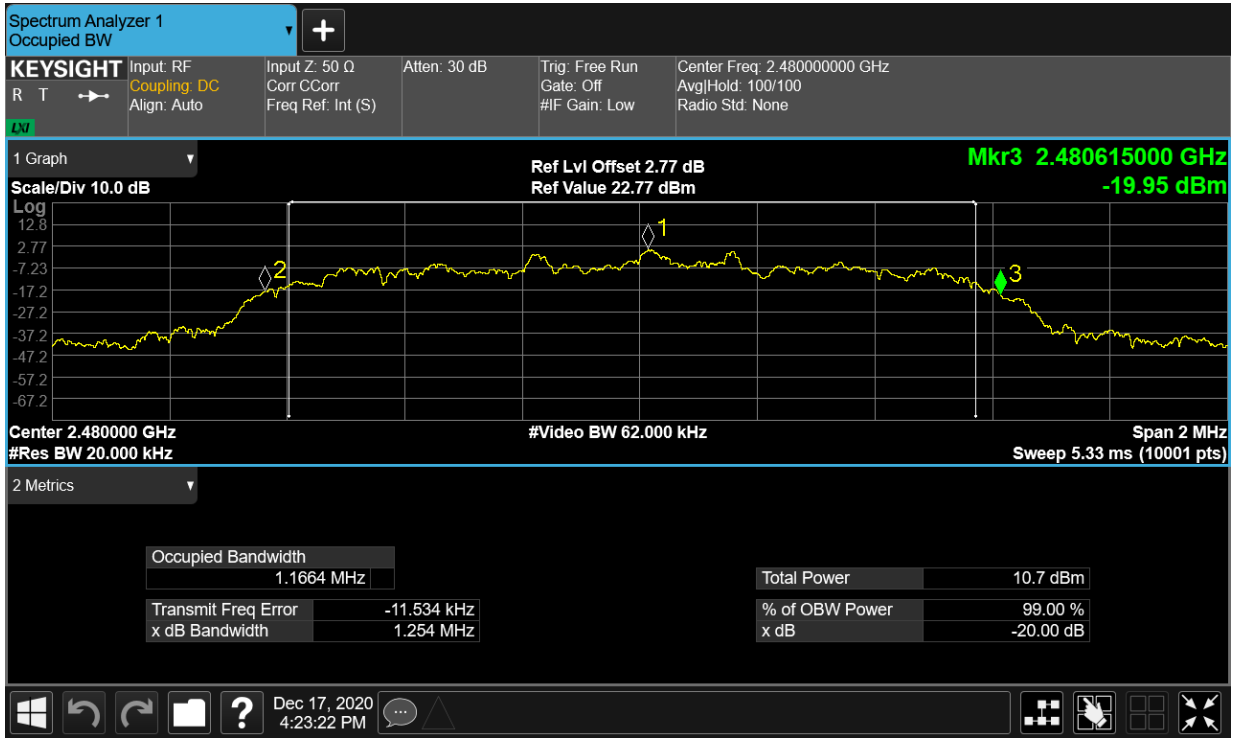 Spectrum Analyzer 1
Occupied BW
+
KEYSIGHT
R T
LXI
Input: RF
Coupling: DC
Align: Auto
Input Z: 50 Ω
Corr CCorr
Freq Ref: Int (S)
Atten: 30 dB
Trig: Free Run
Gate: Off
#IF Gain: Low
Center Freq: 2.480000000 GHz
Avg|Hold: 100/100
Radio Std: None
1 Graph
Scale/Div 10.0 dB
Ref Lvl Offset 2.77 dB
Ref Value 22.77 dBm
Mkr3 2.480615000 GHz
-19.95 dBm
Log
12.8
2.77
-7.23
-17.2
-27.2
-37.2
-47.2
-57.2
-67.2
2
1
3
Center 2.480000 GHz
#Res BW 20.000 kHz
#Video BW 62.000 kHz
Span 2 MHz
Sweep 5.33 ms (10001 pts)
2 Metrics
Occupied Bandwidth
1.1664 MHz
Transmit Freq Error -11.534 kHz
x dB Bandwidth 1.254 MHz
Total Power 10.7 dBm
% of OBW Power 99.00 %
x dB -20.00 dB
?
Dec 17, 2020
4:23:22 PM